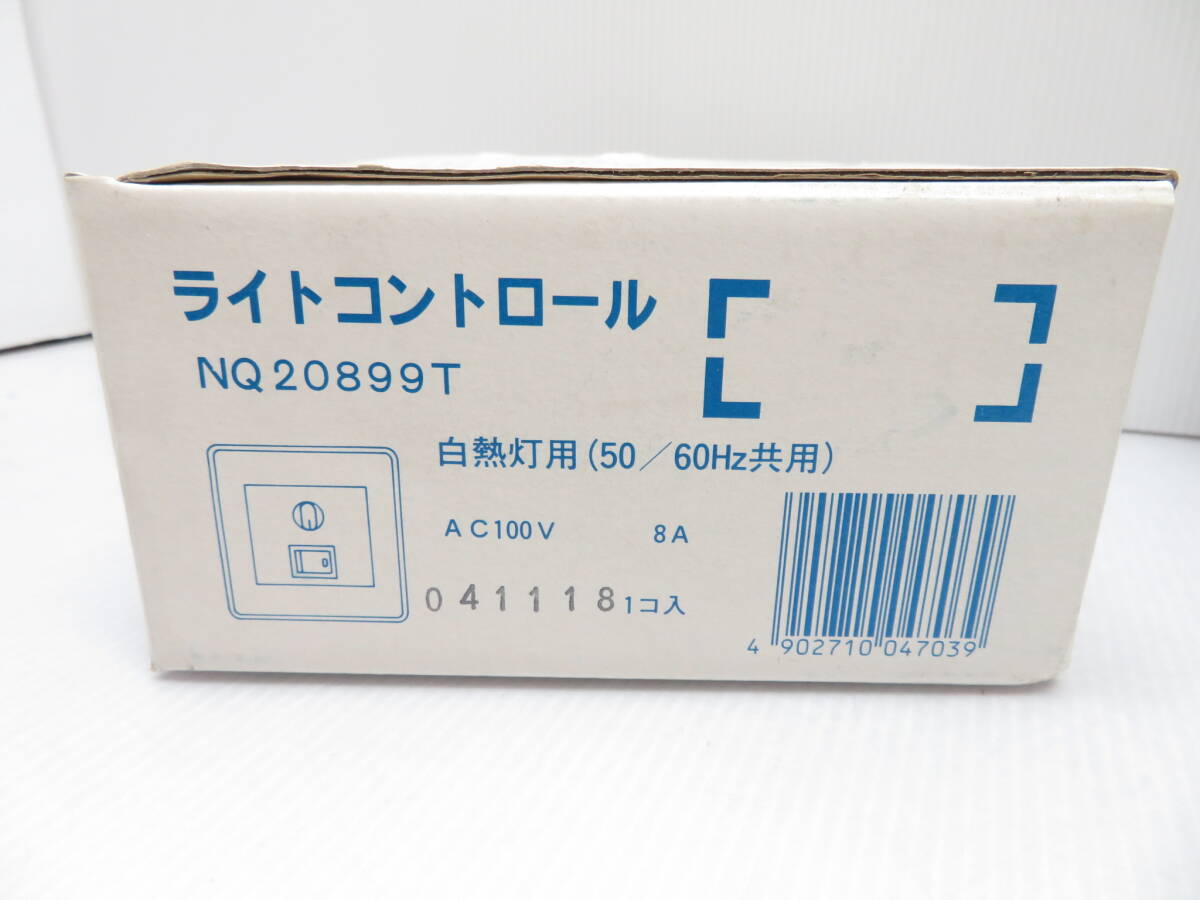 ライトコントロール
NQ20899T
白熱灯用(50/60Hz共用)
AC100V 8A
041118 1コ入
4 902710 047039